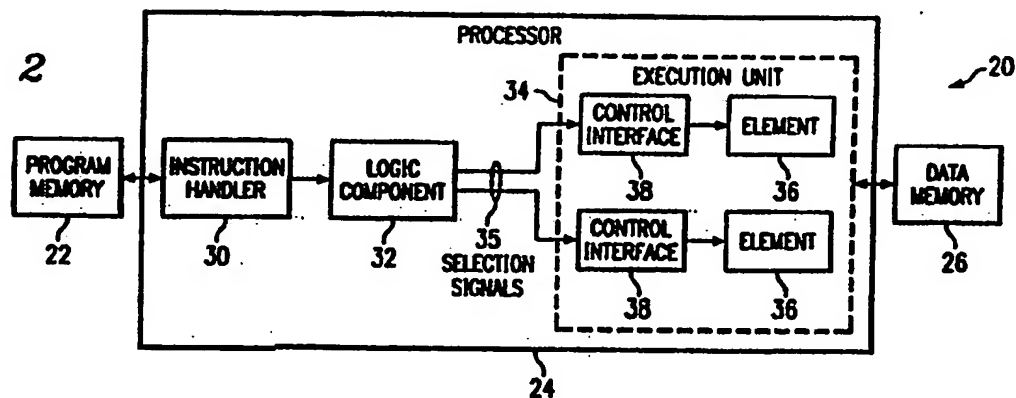 2
PROCESSOR
20
34
EXECUTION UNIT
PROGRAM
MEMORY
22
INSTRUCTION
HANDLER
30
LOGIC
COMPONENT
32
35
SELECTION
SIGNALS
CONTROL
INTERFACE
38
ELEMENT
36
CONTROL
INTERFACE
38
ELEMENT
36
DATA
MEMORY
26
24